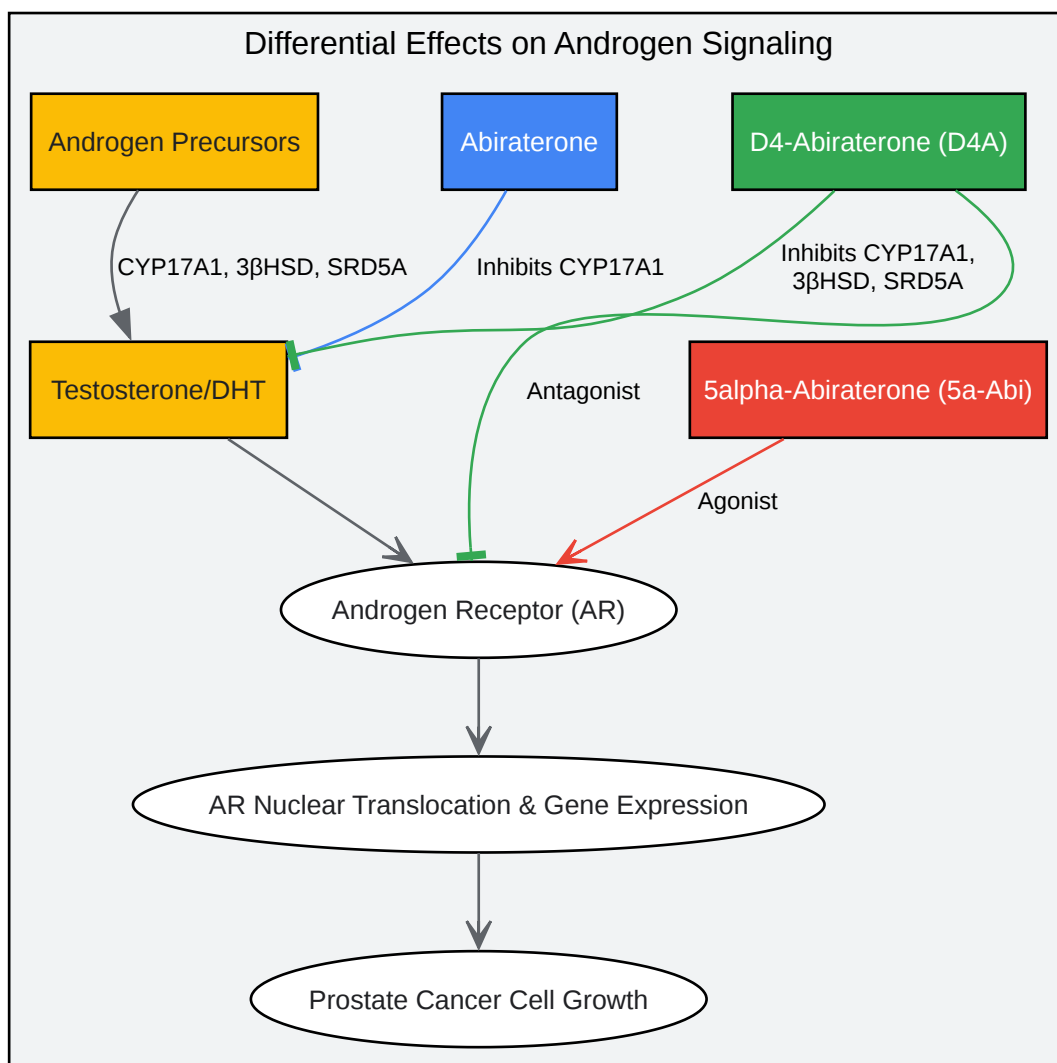 Differential Effects on Androgen Signaling
Androgen Precursors
Abiraterone
D4-Abiraterone (D4A)
CYP17A1, 3βHSD, SRD5A
Inhibits CYP17A1
Inhibits CYP17A1,
3βHSD, SRD5A
Testosterone/DHT
Antagonist
5alpha-Abiraterone (5a-Abi)
Agonist
Androgen Receptor (AR)
AR Nuclear Translocation & Gene Expression
Prostate Cancer Cell Growth